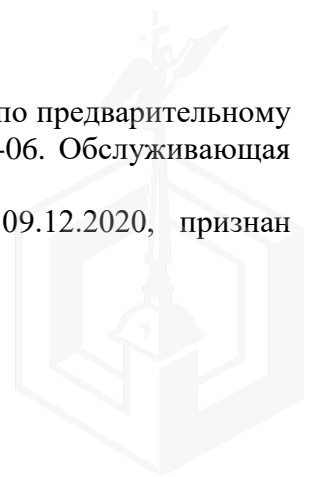 по предварительному
-06. Обслуживающая
09.12.2020, признан